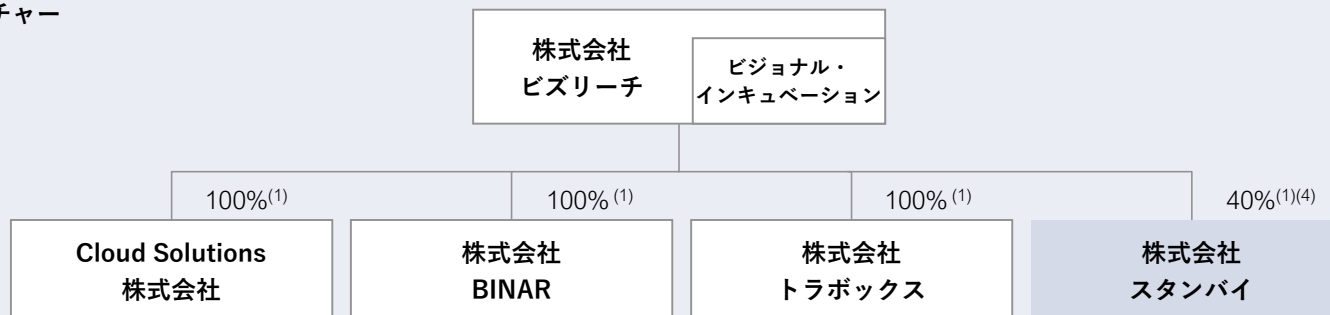 チャー
株式会社
ビズリーチ
ビジョナル・
インキュベーション
100%(1)
100% (1)
100% (1)
40%(1)(4)
Cloud Solutions
株式会社
株式会社
BINAR
株式会社
トラボックス
株式会社
スタンバイ